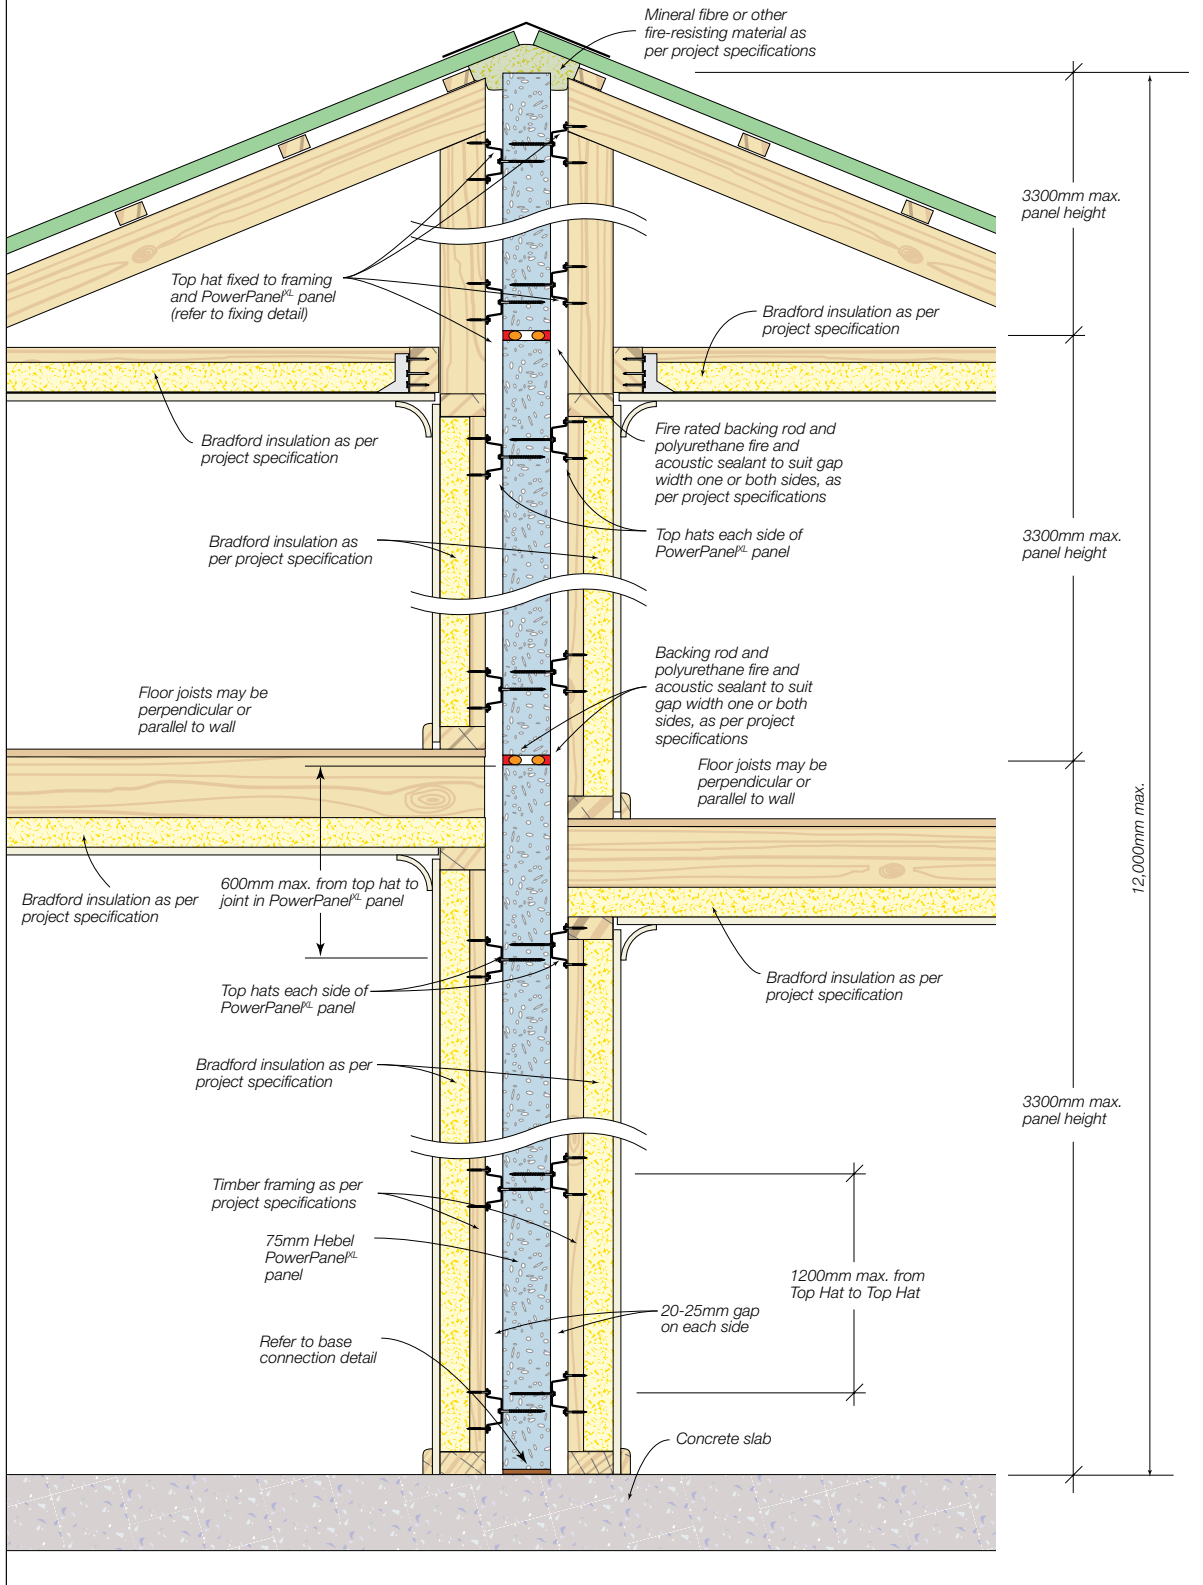 Mineral fibre or other
fire-resisting material as
per project specifications
3300mm max.
panel height
Top hat fixed to framing
and PowerPanelXL panel
(refer to fixing detail)
Bradford insulation as per
project specification
Bradford insulation as per
project specification
Fire rated backing rod and
polyurethane fire and
acoustic sealant to suit gap
width one or both sides, as
per project specifications
Top hats each side of
PowerPanelXL panel
Bradford insulation as
per project specification
3300mm max.
panel height
Backing rod and
polyurethane fire and
acoustic sealant to suit
gap width one or both
sides, as per project
specifications
Floor joists may be
perpendicular or
parallel to wall
Floor joists may be
perpendicular or
parallel to wall
12,000mm max.
600mm max. from top hat to
joint in PowerPanelXL panel
Bradford insulation as per
project specification
Top hats each side of
PowerPanelXL panel
Bradford insulation as per
project specification
Bradford insulation as per
project specification
3300mm max.
panel height
Timber framing as per
project specifications
75mm Hebel
PowerPanelXL
panel
1200mm max. from
Top Hat to Top Hat
20-25mm gap
on each side
Refer to base
connection detail
Concrete slab